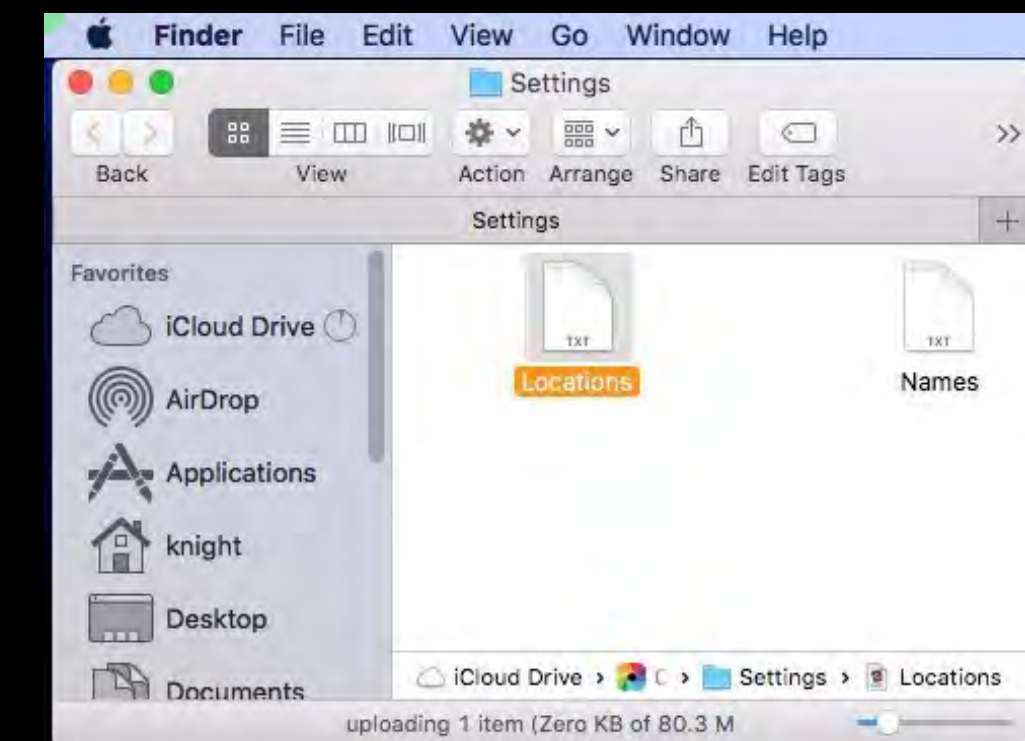 Finder File Edit View Go Window Help
Settings
Back View Action Arrange Share Edit Tags
Settings
Favorites
iCloud Drive
AirDrop
Applications
knight
Desktop
Documents
TXT TXT
Locations Names
iCloud Drive › C › Settings › Locations
uploading 1 item (Zero KB of 80.3 M